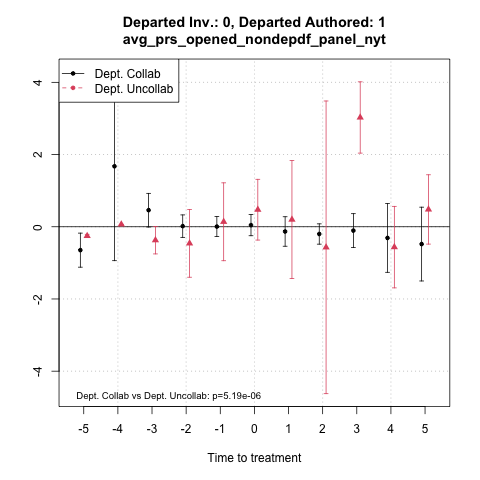 Departed Inv.: 0, Departed Authored: 1
avg_prs_opened_nondepdf_panel_nyt
Dept. Collab
Dept. Uncollab
4
2
0
-2
-4
Dept. Collab vs Dept. Uncollab: p=5.19e-06
-5 -4 -3 -2 -1 0 1 2 3 4 5
Time to treatment